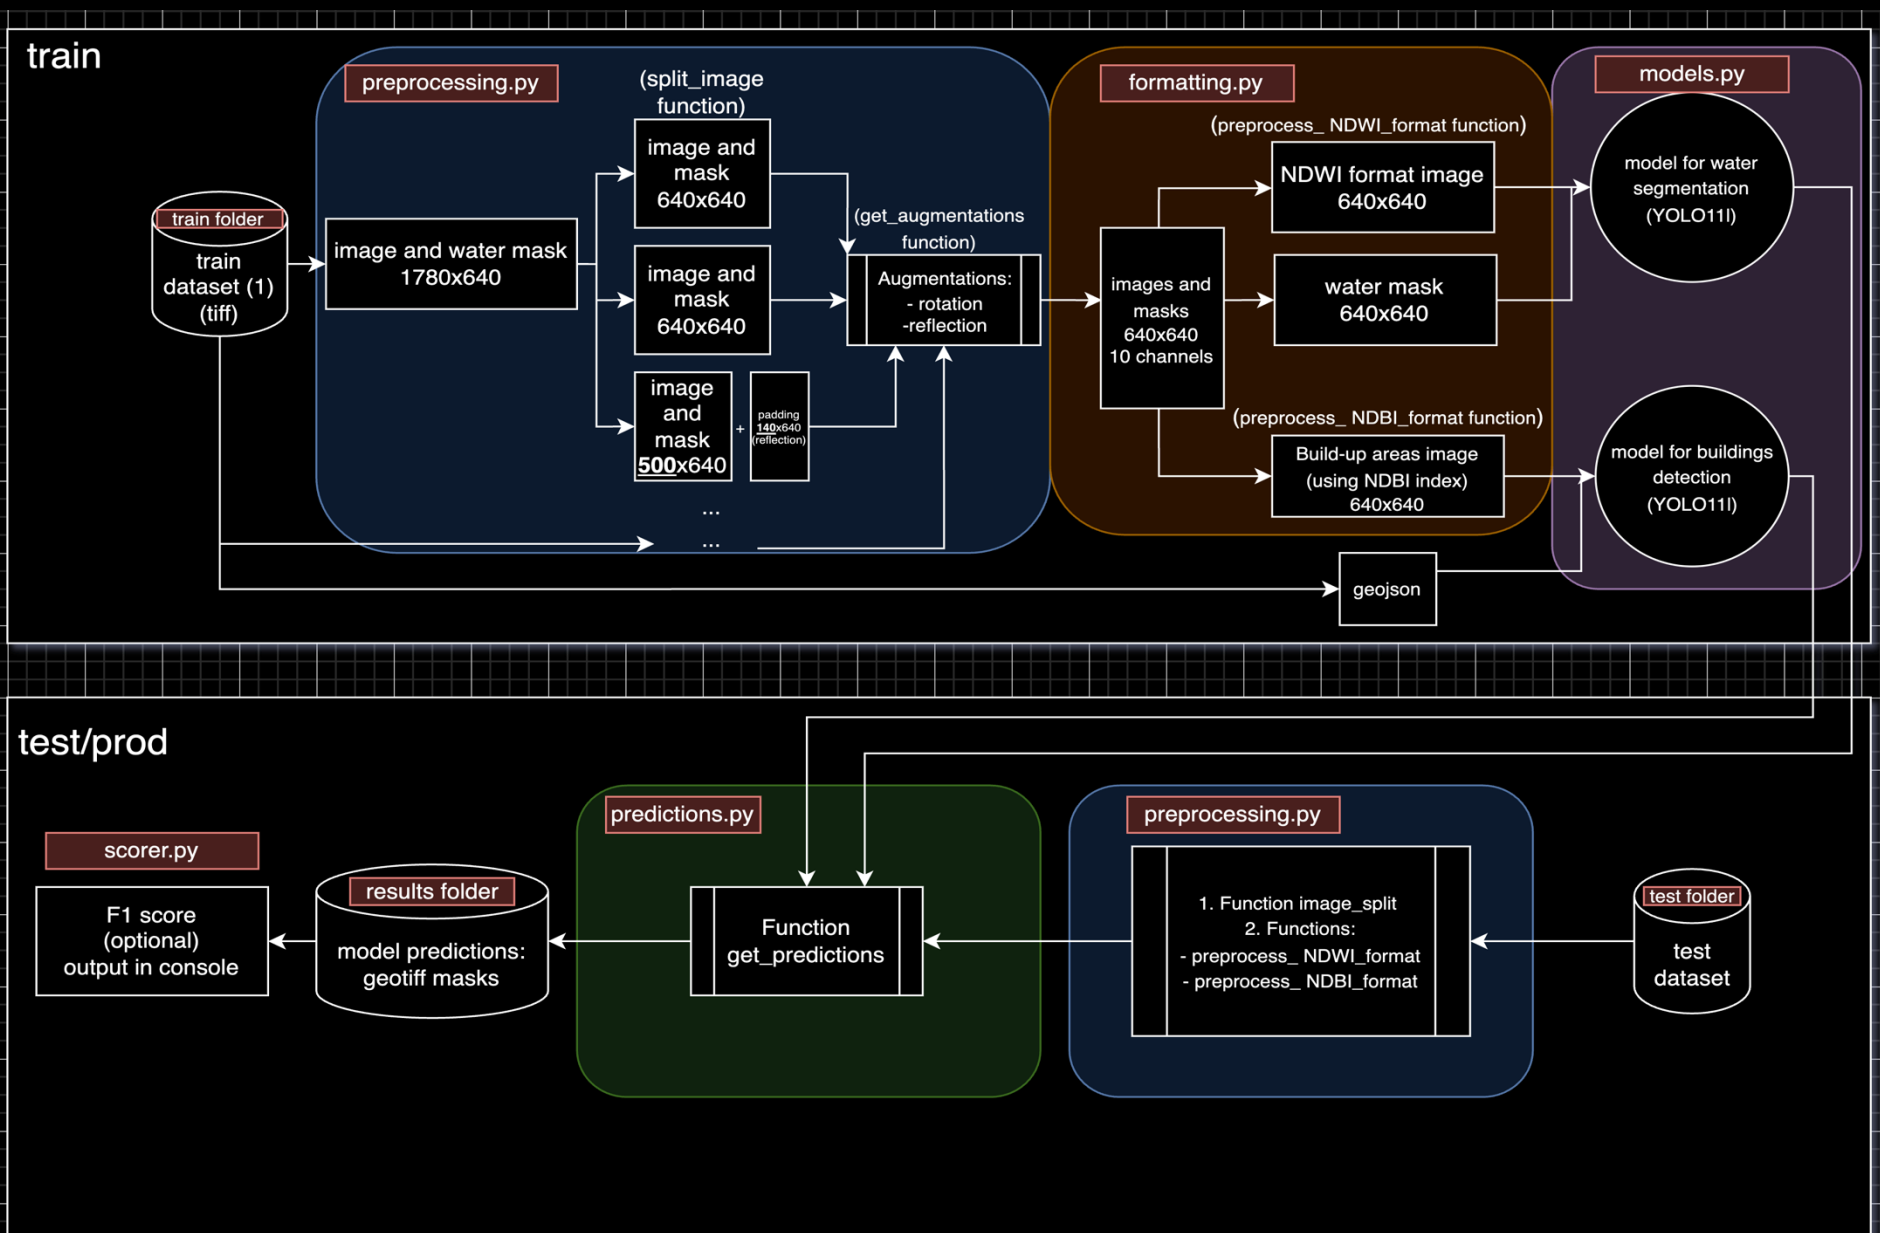 train
preprocessing.py
(split_image
function)
image and
mask
640x640
train folder
train
dataset (1)
(tiff)
image and water mask
1780x640
image and
mask
640x640
image
and
mask
500x640
+
padding
140x640
(reflection)
...
...
(get_augmentations
function)
Augmentations:
- rotation
-reflection
formatting.py
(preprocess_ NDWI_format function)
NDWI format image
640x640
images and
masks
640x640
10 channels
water mask
640x640
(preprocess_ NDBI_format function)
Build-up areas image
(using NDBI index)
640x640
geojson
models.py
model for water
segmentation
(YOLO11l)
model for buildings
detection
(YOLO11l)
test/prod
scorer.py
F1 score
(optional)
output in console
results folder
model predictions:
geotiff masks
predictions.py
Function
get_predictions
preprocessing.py
1. Function image_split
2. Functions:
- preprocess_ NDWI_format
- preprocess_ NDBI_format
test folder
test
dataset